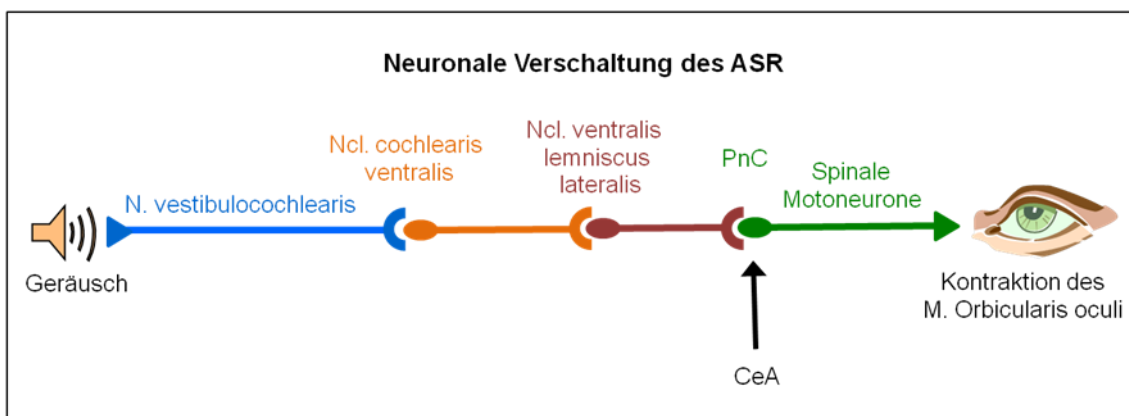 Neuronale Verschaltung des ASR
Ncl. cochlearis
ventralis
Ncl. ventralis
lemniscus
lateralis
PnC
Spinale
Motoneurone
N. vestibulocochlearis
Geräusch
Kontraktion des
M. Orbicularis oculi
CeA